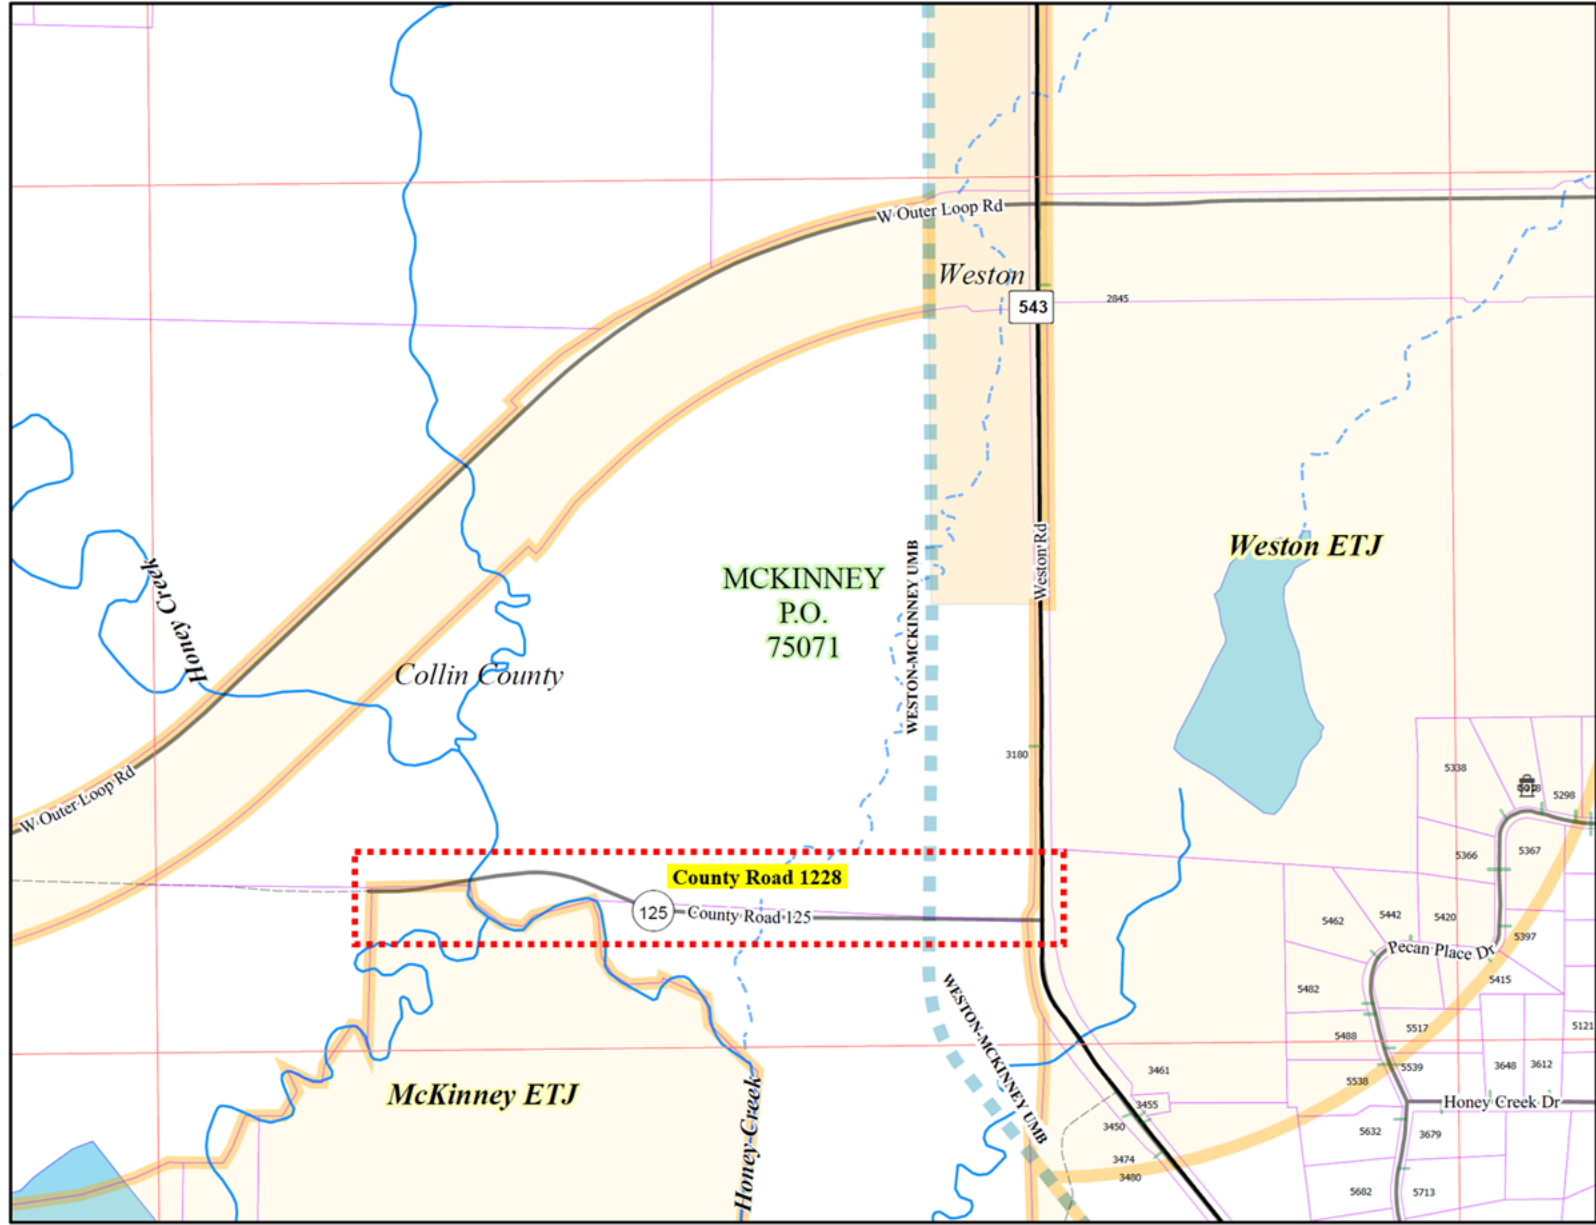 W Outer Loop Rd
Weston
543
2845
Weston Rd
Weston ETJ
Honey Creek
MCKINNEY
P.O.
75071
WESTON-MCKINNEY UMB
Collin County
3180
W Outer Loop Rd
5338
5298
5366
5367
County Road 1228
125
County Road 125
5462
5442
5420
5397
Pecan Place Dr
5415
5482
5488
5517
5121
WESTON-MCKINNEY UMB
3461
5539
3648
3612
5538
McKinney ETJ
Honey Creek
3455
Honey Creek Dr
3450
5632
3679
3474
3480
5682
5713